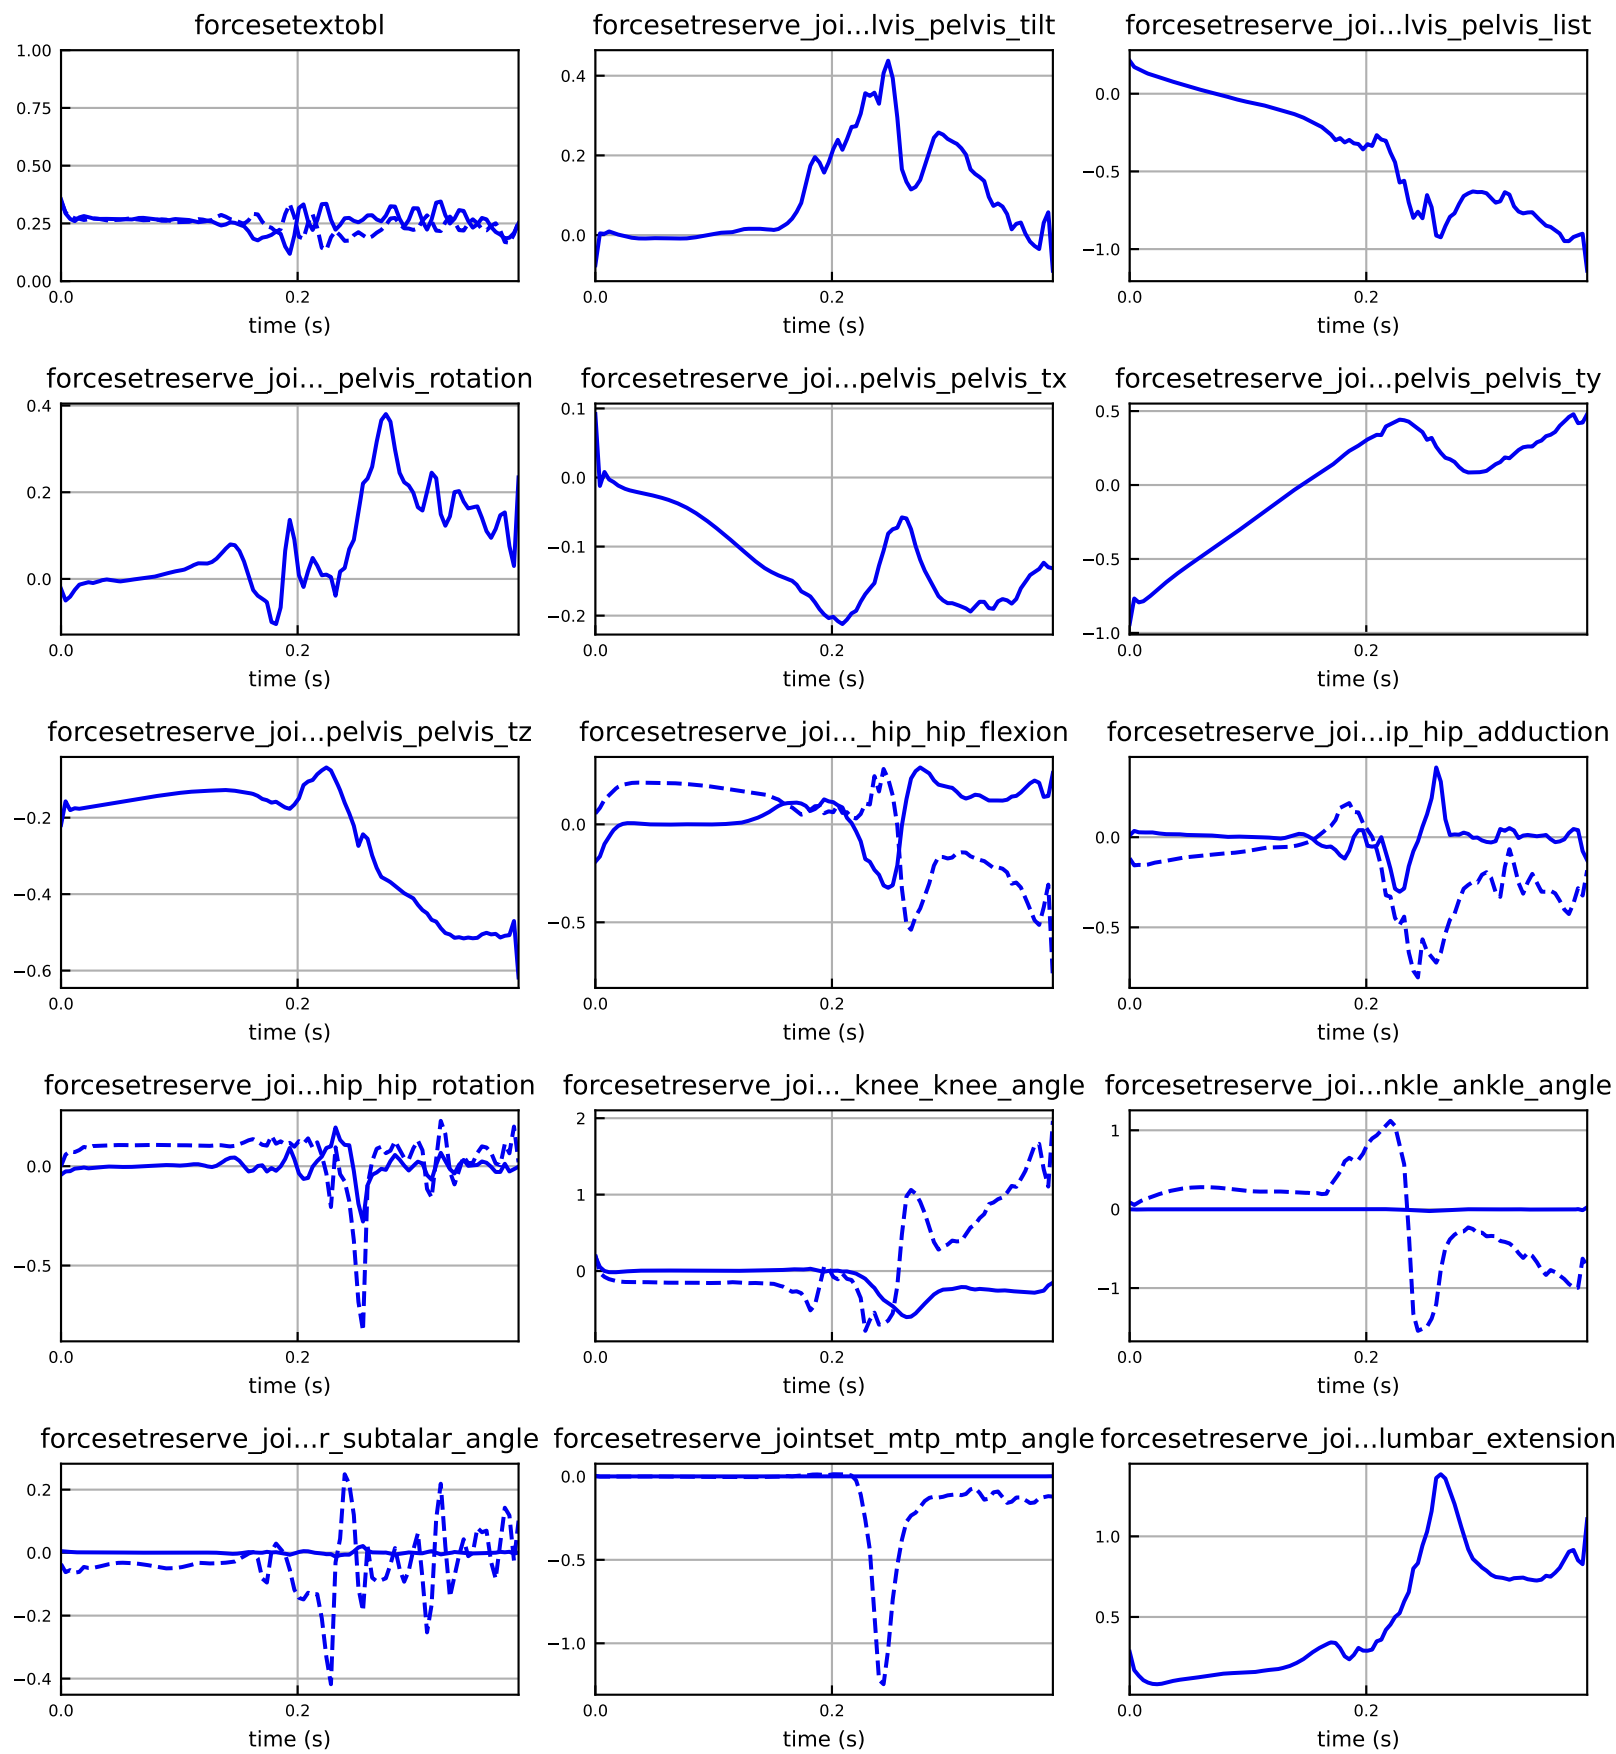 forcesetextobl
forcesetreserve_joi...lvis_pelvis_tilt
forcesetreserve_joi...lvis_pelvis_list
1.00
0.75
0.50
0.25
0.00
0.0
0.2
time (s)
0.4
0.2
0.0
0.0
0.2
time (s)
0.0
−0.5
−1.0
0.0
0.2
time (s)
forcesetreserve_joi..._pelvis_rotation
forcesetreserve_joi...pelvis_pelvis_tx
forcesetreserve_joi...pelvis_pelvis_ty
0.4
0.2
0.0
0.0
0.2
time (s)
0.1
0.0
−0.1
−0.2
0.0
0.2
time (s)
0.5
0.0
−0.5
−1.0
0.0
0.2
time (s)
forcesetreserve_joi...pelvis_pelvis_tz
forcesetreserve_joi..._hip_hip_flexion
forcesetreserve_joi...ip_hip_adduction
−0.2
−0.4
−0.6
0.0
0.2
time (s)
0.0
−0.5
0.0
0.2
time (s)
0.0
−0.5
0.0
0.2
time (s)
forcesetreserve_joi...hip_hip_rotation
forcesetreserve_joi..._knee_knee_angle
forcesetreserve_joi...nkle_ankle_angle
0.0
−0.5
0.0
0.2
time (s)
2
1
0
0.0
0.2
time (s)
1
0
−1
0.0
0.2
time (s)
forcesetreserve_joi...r_subtalar_angle
forcesetreserve_jointset_mtp_mtp_angle
forcesetreserve_joi...lumbar_extension
0.2
0.0
−0.2
−0.4
0.0
0.2
time (s)
0.0
−0.5
−1.0
0.0
0.2
time (s)
1.0
0.5
0.0
0.2
time (s)